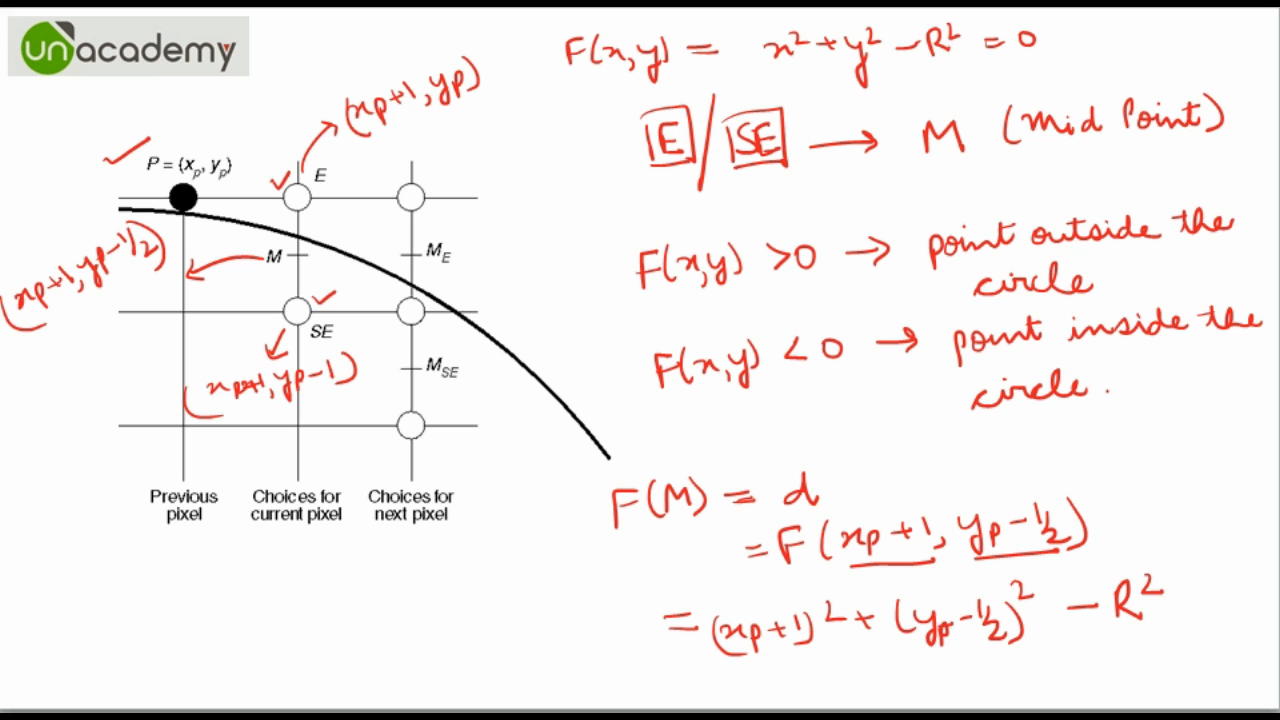 unacademy
F(x,y) = x² + y² - R² = 0
(xp+1, yp)
E / SE → M (Mid Point)
P = (xp, yp)
E
(xp+1, yp-1/2)
M
ME
F(x,y) > 0 → point outside the
circle
SE
(xp+1, yp-1)
MSE
F(x,y) < 0 → point inside the
circle.
Previous
pixel
Choices for
current pixel
Choices for
next pixel
F(M) = d
= F(xp+1, yp-1/2)
= (xp+1)² + (yp-1/2)² - R²